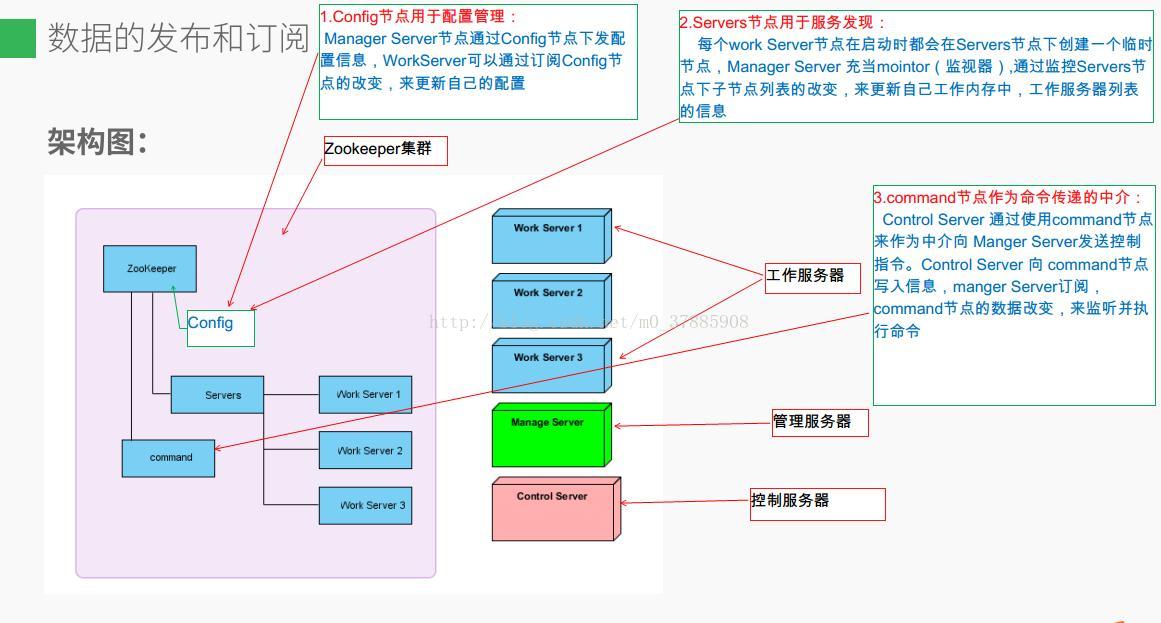 数据的发布和订阅
1.Config节点用于配置管理：
Manager Server节点通过Config节点下发配
置信息，WorkServer可以通过订阅Config节
点的改变，来更新自己的配置
2.Servers节点用于服务发现：
每个work Server节点在启动时都会在Servers节点下创建一个临时
节点，Manager Server 充当mointor（监视器）,通过监控Servers节
点下子节点列表的改变，来更新自己工作内存中，工作服务器列表
的信息
架构图：
Zookeeper集群
3.command节点作为命令传递的中介：
Control Server 通过使用command节点
来作为中介向 Manger Server发送控制
指令。Control Server 向 command节点
写入信息，manger Server订阅，
command节点的数据改变，来监听并执
行命令
ZooKeeper
Config
Servers
command
Work Server 1
Work Server 2
Work Server 3
Work Server 1
Work Server 2
Work Server 3
Manage Server
Control Server
工作服务器
管理服务器
控制服务器
m0_37885908